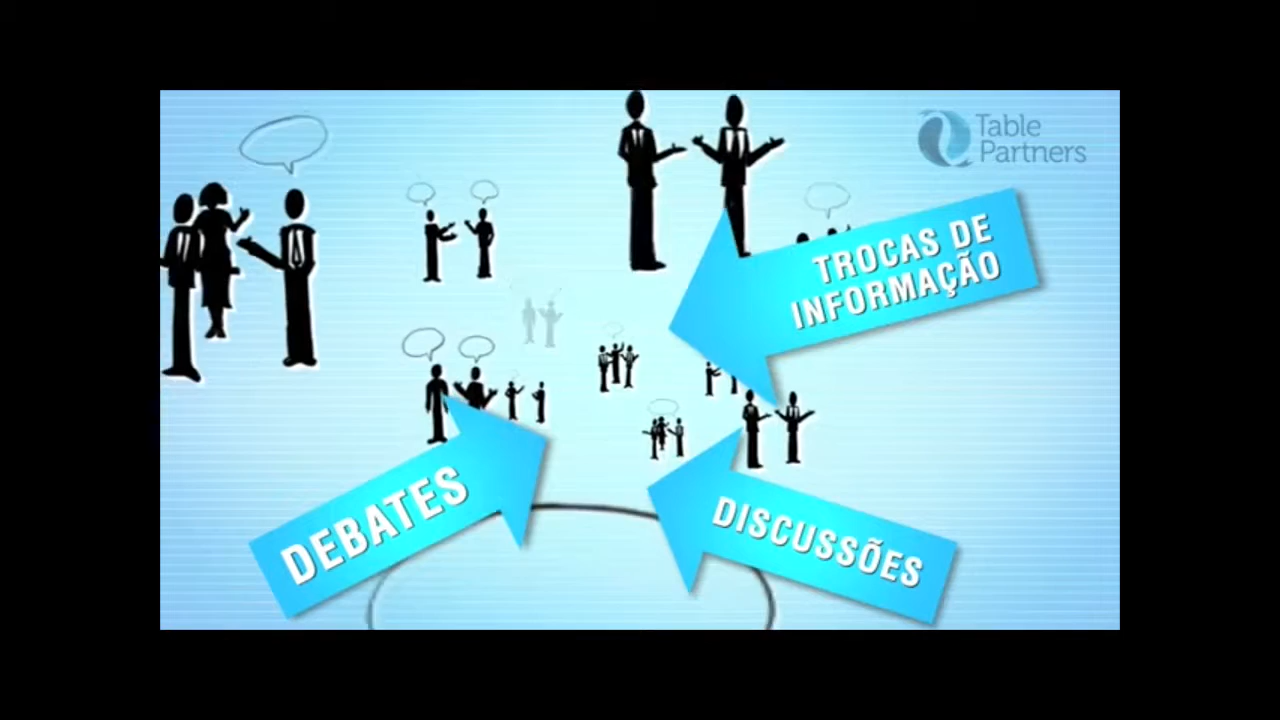 Table
Partners
TROCAS DE
INFORMAÇÃO
DEBATES
DISCUSSÕES